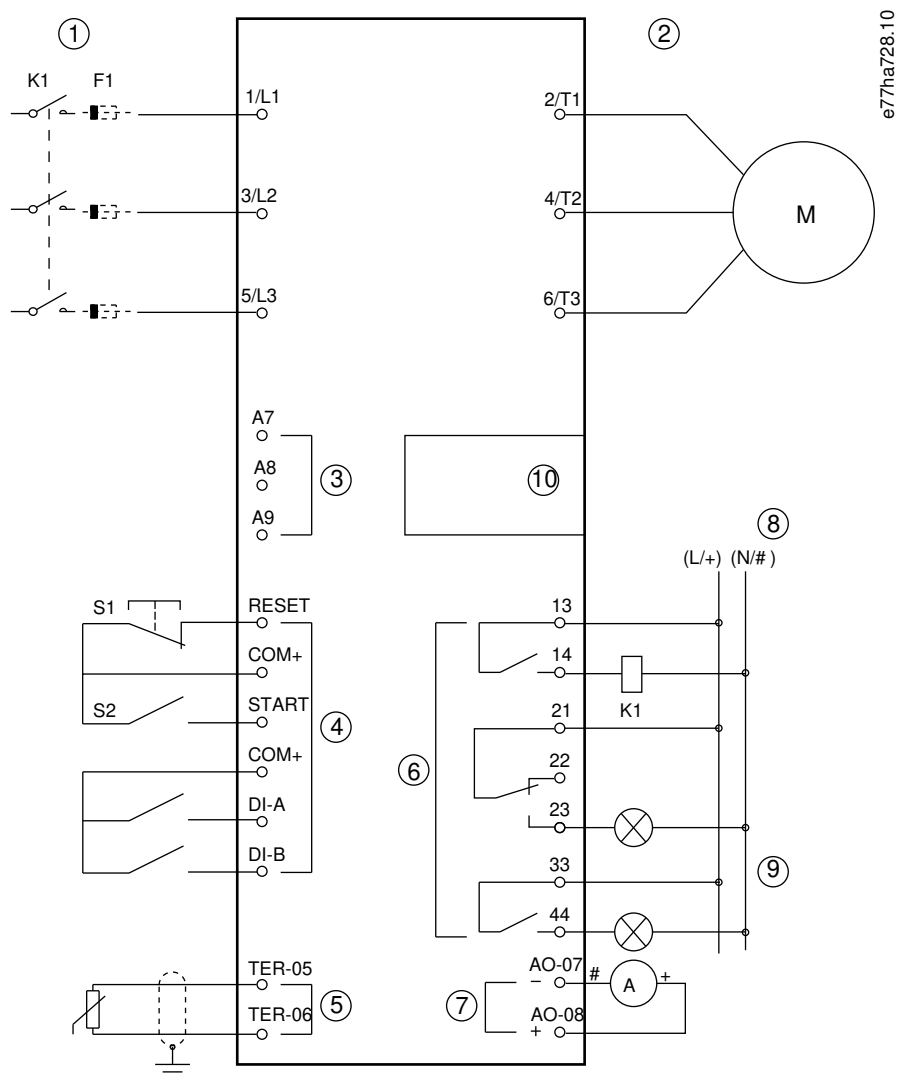 1
2
e77ha728.10
K1 F1
1/L1
2/T1
3/L2
4/T2
M
5/L3
6/T3
A7
A8
3
10
A9
8
(L/+) (N/# )
S1
RESET
13
COM+
14
S2
START
K1
21
4
COM+
22
6
DI-A
23
DI-B
33
9
44
TER-05
AO-07
# A +
−
5
7
TER-06
AO-08
+